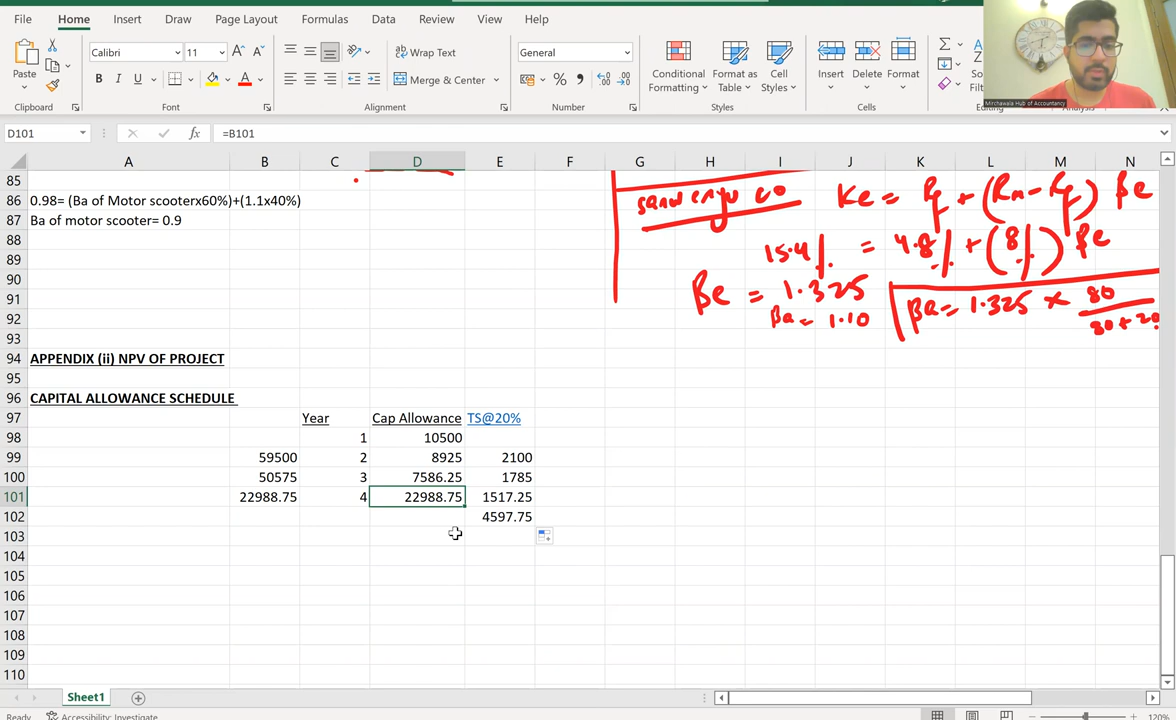 Home Insert Draw Page Layout Formulas Data Review View Help
Paste
Calibri 11
B I U
Wrap Text
Merge & Center
General
Conditional Formatting
Format as Table
Cell Styles
Insert Delete Format
Clipboard Font Alignment Number Styles Cells
Mirchawala Hub of Accountancy
D101 fx =B101
A B C D E F G H I J K L M N
85
86 0.98= (Ba of Motor scooterx60%)+(1.1x40%)
87 Ba of motor scooter= 0.9
88
89
90
91
92
93
94 APPENDIX (ii) NPV OF PROJECT
95
96 CAPITAL ALLOWANCE SCHEDULE
97 Year Cap Allowance TS@20%
98 1 10500
99 59500 2 8925 2100
100 50575 3 7586.25 1785
101 22988.75 4 22988.75 1517.25
102 4597.75
103
104
105
106
107
108
109
110
Ke = Rf + (Rm - Rf) βe
15.4% = 4.8% + (8%) βe
βe = 1.325
βa = 1.10
βa = 1.325 × 80
80 + 20
Sheet1
Ready Accessibility: Investigate 120%